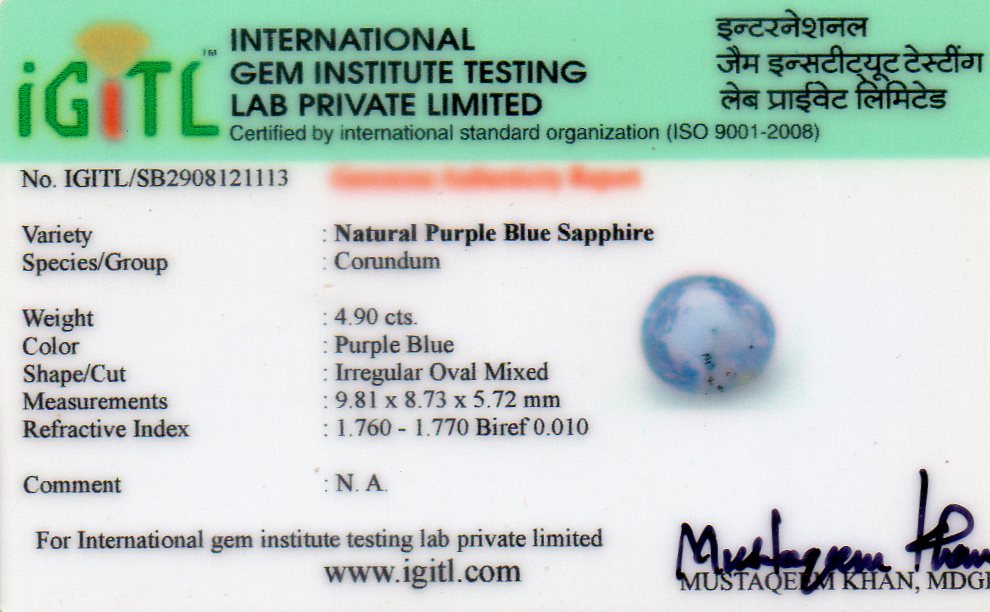 iGiTL™
INTERNATIONAL
GEM INSTITUTE TESTING
LAB PRIVATE LIMITED
Certified by international standard organization (ISO 9001-2008)
इन्टरनेशनल
जैम इन्सटीट्यूट टेस्टींग
लेब प्राईवेट लिमिटेड
No. IGITL/SB2908121113
Variety : Natural Purple Blue Sapphire
Species/Group : Corundum
Weight : 4.90 cts.
Color : Purple Blue
Shape/Cut : Irregular Oval Mixed
Measurements : 9.81 x 8.73 x 5.72 mm
Refractive Index : 1.760 - 1.770 Biref 0.010
Comment : N. A.
For International gem institute testing lab private limited
www.igitl.com
Mustaqeem Khan
MUSTAQEEM KHAN, MDGI